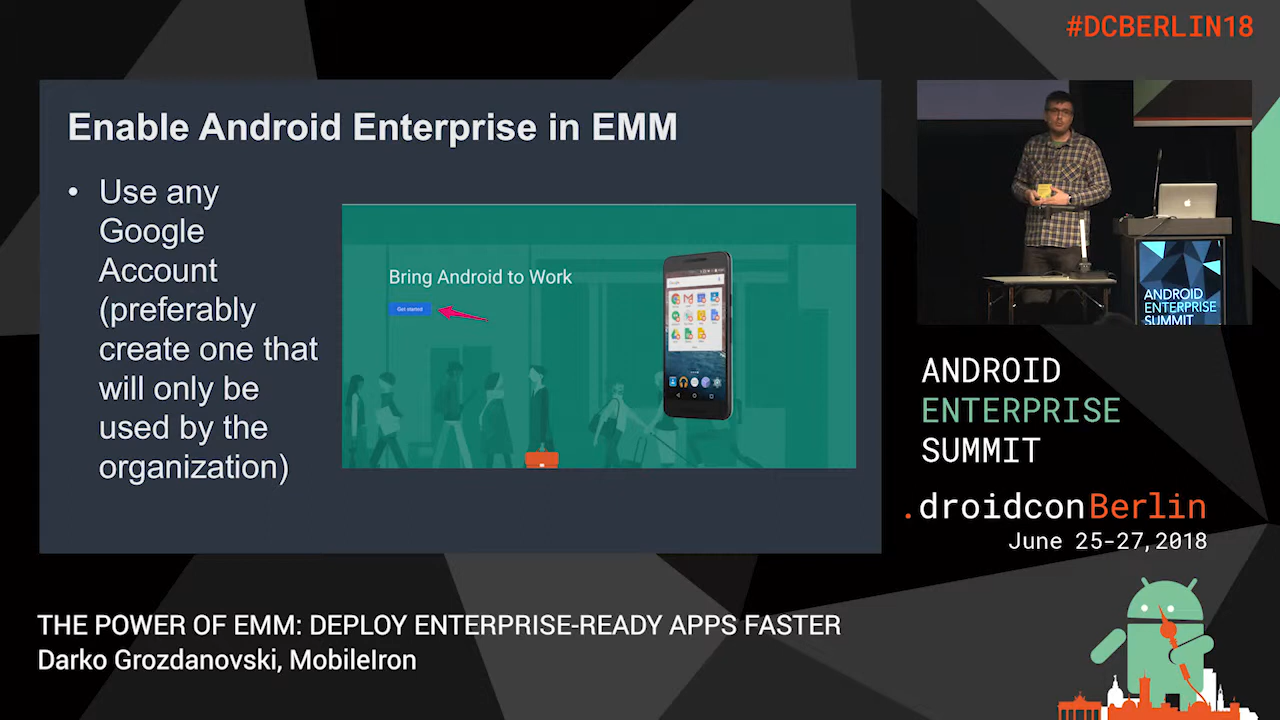 #DCBERLIN18
Enable Android Enterprise in EMM
• Use any
Google
Account
(preferably
create one that
will only be
used by the
organization)
Bring Android to Work
Get started
ANDROID
ENTERPRISE
SUMMIT
ANDROID
ENTERPRISE
SUMMIT
.droidconBerlin
June 25-27, 2018
THE POWER OF EMM: DEPLOY ENTERPRISE-READY APPS FASTER
Darko Grozdanovski, MobileIron